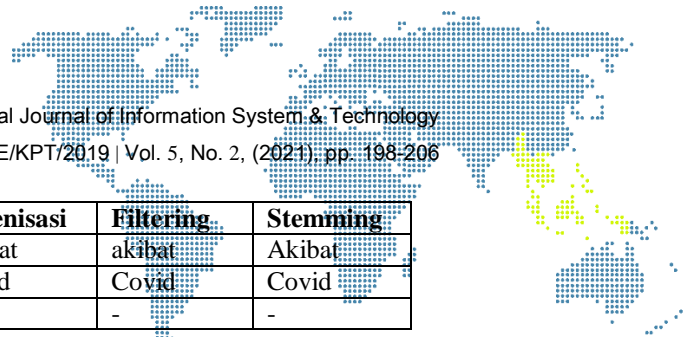 al Journal of Information System & Technology
E/KPT/2019 | Vol. 5, No. 2, (2021), pp. 198-206
enisasi Filtering Stemming
at akibat Akibat
d Covid Covid
- -